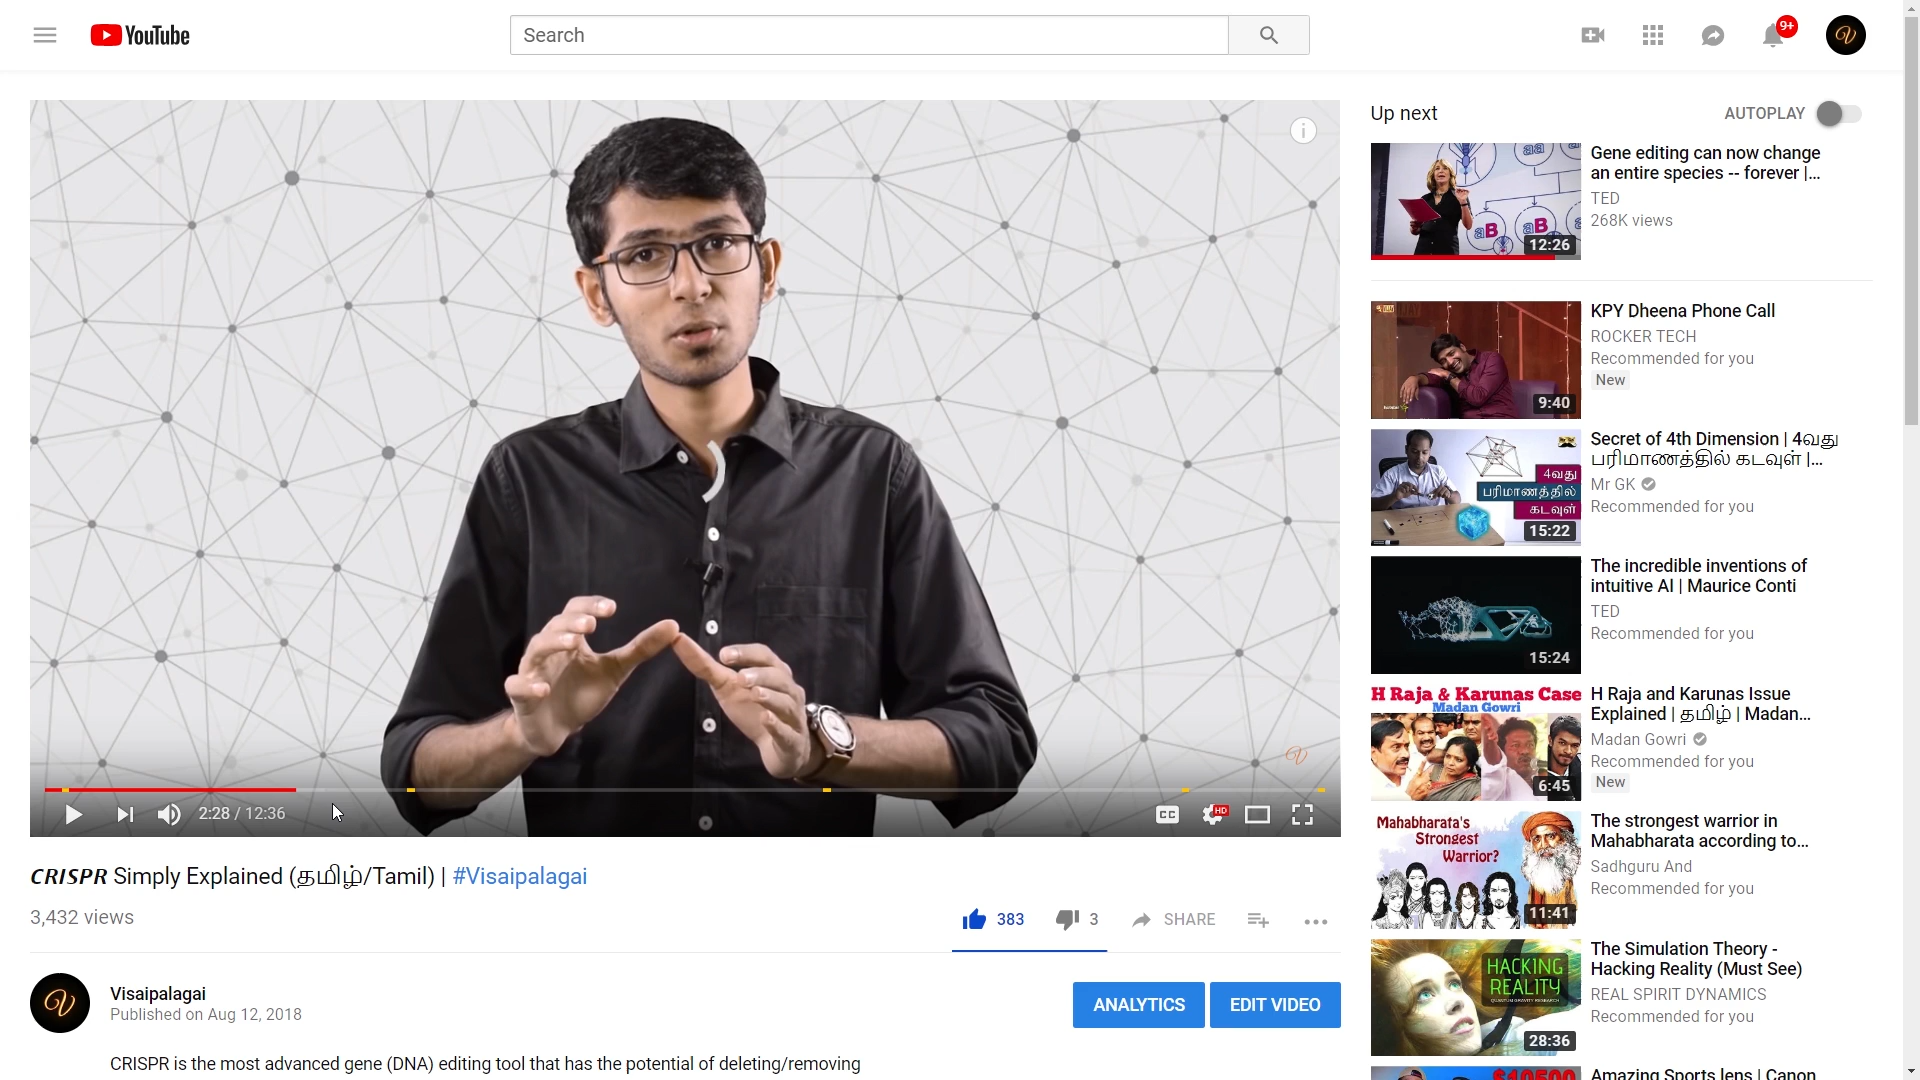 YouTube
Search
9+
Up next
AUTOPLAY
aa
aB
aB
12:26
Gene editing can now change
an entire species -- forever |...
TED
268K views
9:40
KPY Dheena Phone Call
ROCKER TECH
Recommended for you
New
4வது
பரிமாணத்தில்
கடவுள்
15:22
Secret of 4th Dimension | 4வது
பரிமாணத்தில் கடவுள் |...
Mr GK
Recommended for you
15:24
The incredible inventions of
intuitive AI | Maurice Conti
TED
Recommended for you
H Raja & Karunas Case
Madan Gowri
6:45
H Raja and Karunas Issue
Explained | தமிழ் | Madan...
Madan Gowri
Recommended for you
New
Mahabharata's
Strongest
Warrior?
11:41
The strongest warrior in
Mahabharata according to...
Sadhguru And
Recommended for you
HACKING
REALITY
QUANTUM GRAVITY RESEARCH
28:36
The Simulation Theory -
Hacking Reality (Must See)
REAL SPIRIT DYNAMICS
Recommended for you
$10500
Amazing Sports lens | Canon
2:28 / 12:36
CC
HD
CRISPR Simply Explained (தமிழ்/Tamil) | #Visaipalagai
3,432 views
383
3
SHARE
Visaipalagai
Published on Aug 12, 2018
ANALYTICS
EDIT VIDEO
CRISPR is the most advanced gene (DNA) editing tool that has the potential of deleting/removing